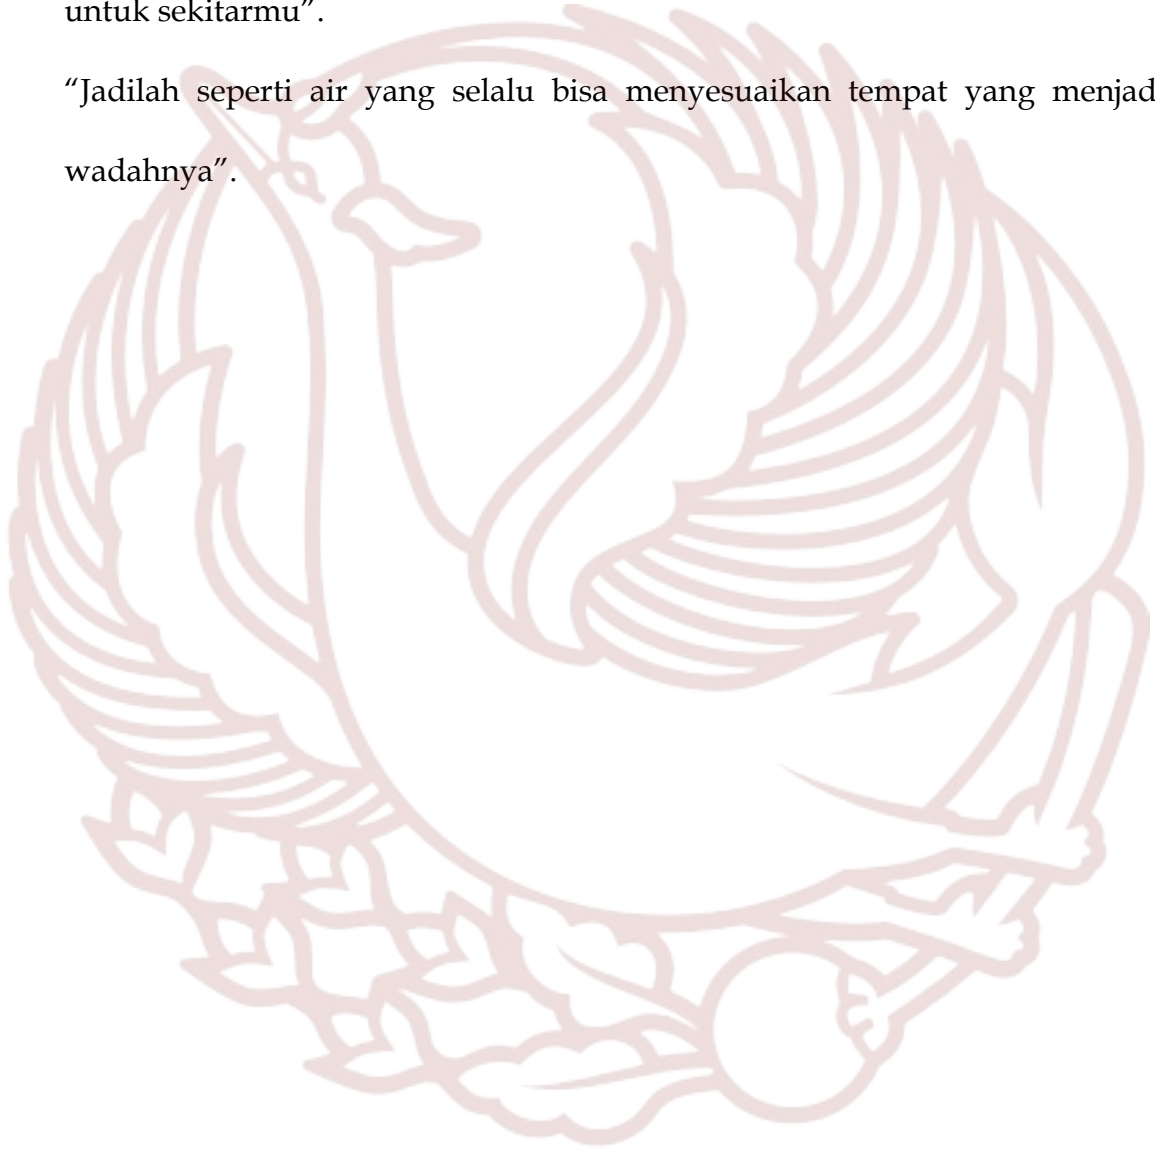 untuk sekitarmu”.
“Jadilah seperti air yang selalu bisa menyesuaikan tempat yang menjad
wadahnya”.